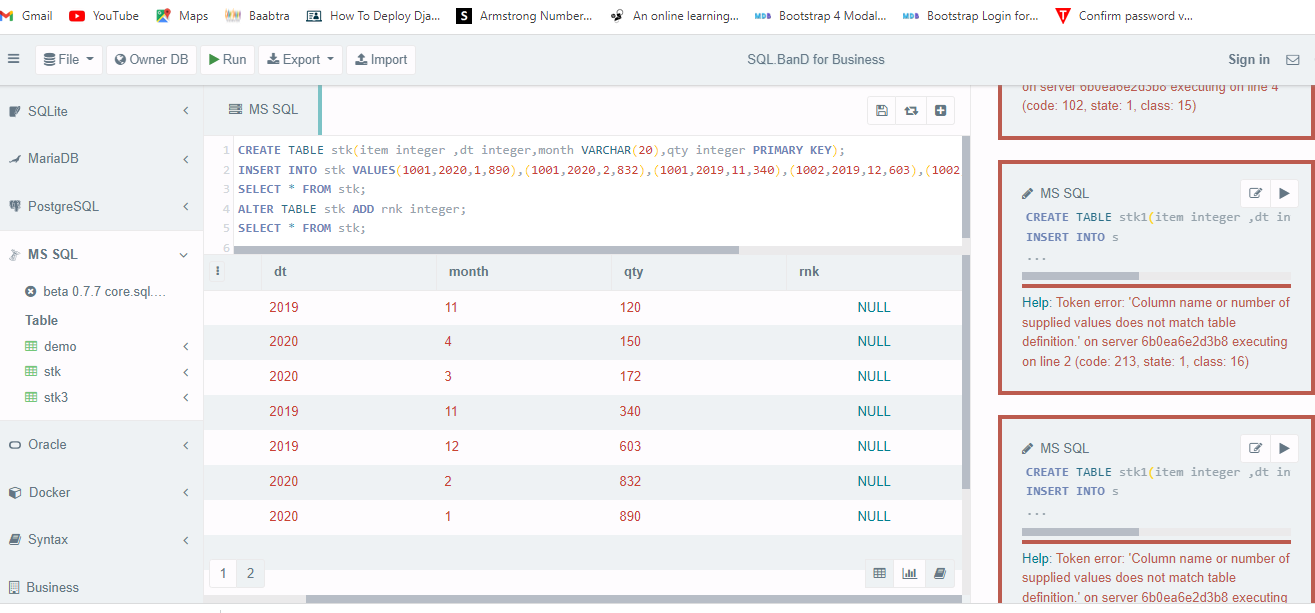 Gmail YouTube Maps Baabtra How To Deploy Dja... S Armstrong Number... An online learning... MDB Bootstrap 4 Modal... MDB Bootstrap Login for... Confirm password v...
File Owner DB Run Export Import SQL.BanD for Business Sign in
SQLite
MariaDB
PostgreSQL
MS SQL
beta 0.7.7 core.sql....
Table
demo
stk
stk3
Oracle
Docker
Syntax
Business
MS SQL
1 CREATE TABLE stk(item integer ,dt integer,month VARCHAR(20),qty integer PRIMARY KEY);
2 INSERT INTO stk VALUES(1001,2020,1,890),(1001,2020,2,832),(1001,2019,11,340),(1002,2019,12,603),(1002
3 SELECT * FROM stk;
4 ALTER TABLE stk ADD rnk integer;
5 SELECT * FROM stk;
6
dt month qty rnk
2019 11 120 NULL
2020 4 150 NULL
2020 3 172 NULL
2019 11 340 NULL
2019 12 603 NULL
2020 2 832 NULL
2020 1 890 NULL
1 2
on server 6b0ea6e2d3b8 executing on line 4
(code: 102, state: 1, class: 15)
MS SQL
CREATE TABLE stk1(item integer ,dt in
INSERT INTO s
...
Help: Token error: 'Column name or number of
supplied values does not match table
definition.' on server 6b0ea6e2d3b8 executing
on line 2 (code: 213, state: 1, class: 16)
MS SQL
CREATE TABLE stk1(item integer ,dt in
INSERT INTO s
...
Help: Token error: 'Column name or number of
supplied values does not match table
definition.' on server 6b0ea6e2d3b8 executing